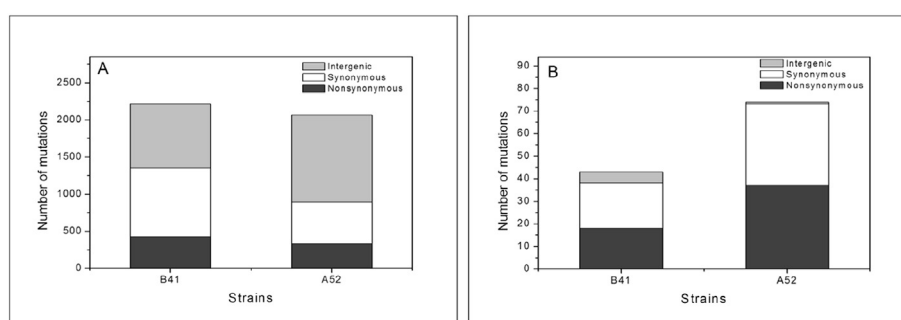 A
Intergenic
Synonymous
Nonsynonymous
2500
2000
1500
1000
500
0
Number of mutations
B41 A52
Strains
B
Intergenic
Synonymous
Nonsynonymous
90
80
70
60
50
40
30
20
10
0
Number of mutations
B41 A52
Strains